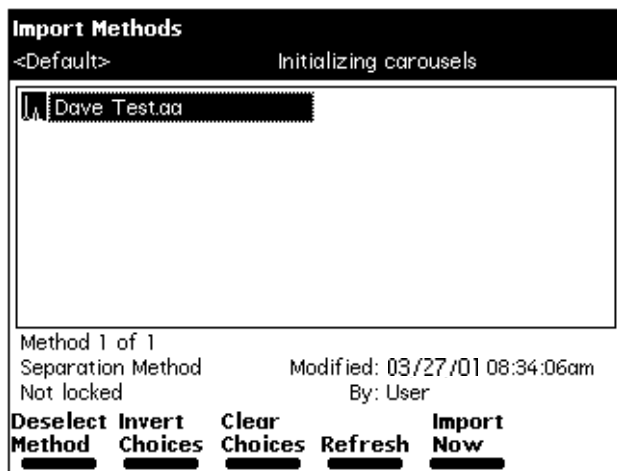 Import Methods
<Default> Initializing carousels
Dave Test.aa
Method 1 of 1
Separation Method Modified: 03/27/01 08:34:06am
Not locked By: User
Deselect Method
Invert Choices
Clear Choices
Refresh
Import Now